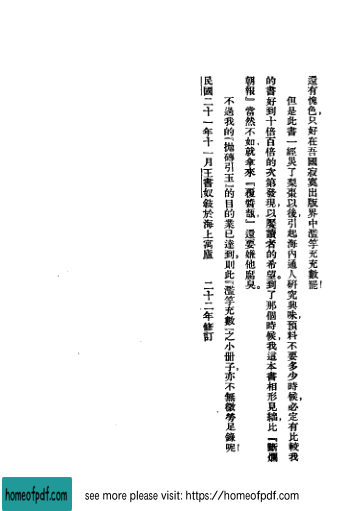 還有愧色，只好在吾國寂寞出版界中濫竽充充數罷！
但是此書一經災了梨棗以後，引起海內通人研究興味，預料不要多少時候，必定有比較我
的書好到十倍百倍的次第發現，以饜讀者的希望。到了那個時候，我這本書相形見絀，比『斷爛
朝報』當然不如，就拿來『覆醬瓿』還要嫌他腐臭。
不過我的『拋磚引玉』的目的業已達到，則此『濫竽充數』之小冊子，亦不無微勞足錄呢！
民國二十一年十一月王書奴敍於海上寓廬 二十二年修訂
homeofpdf.com
see more please visit: https://homeofpdf.com